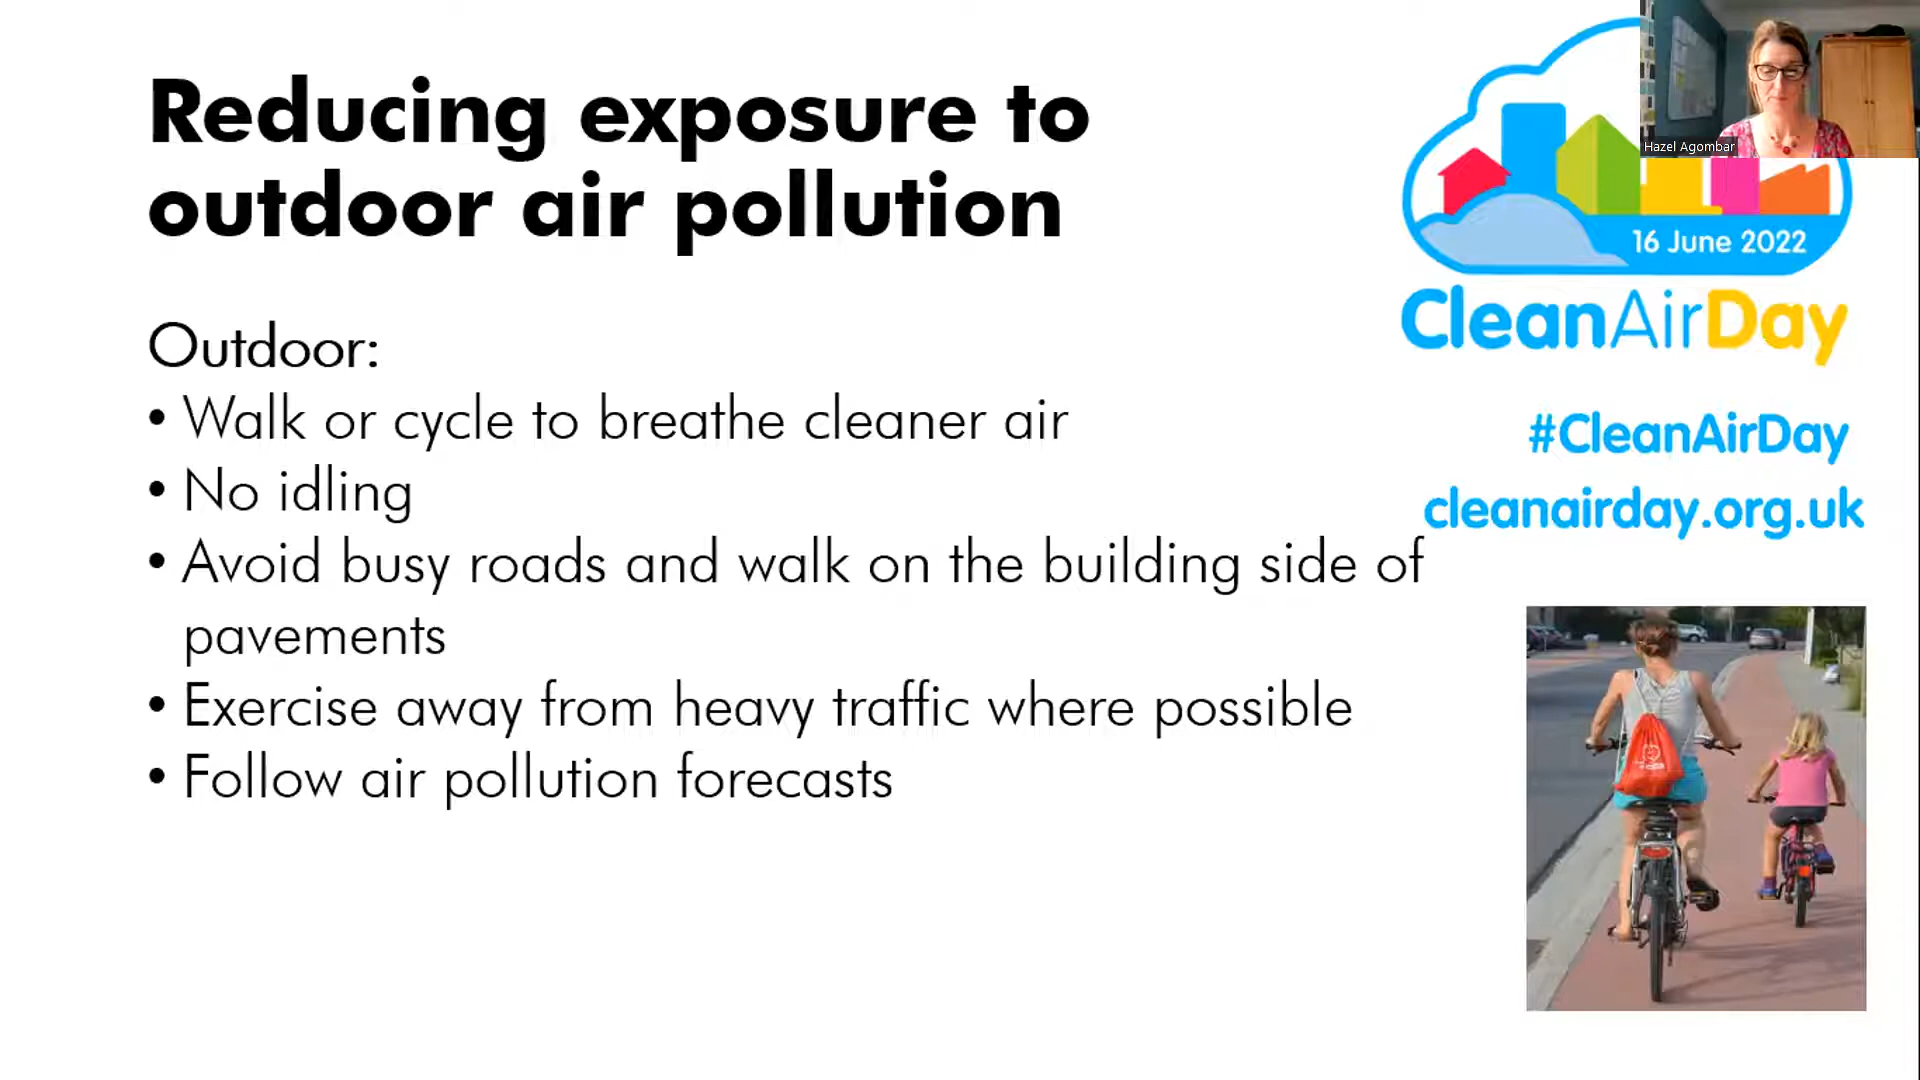 Reducing exposure to
outdoor air pollution
Outdoor:
• Walk or cycle to breathe cleaner air
• No idling
• Avoid busy roads and walk on the building side of
pavements
• Exercise away from heavy traffic where possible
• Follow air pollution forecasts
Hazel Agombar
16 June 2022
CleanAirDay
#CleanAirDay
cleanairday.org.uk